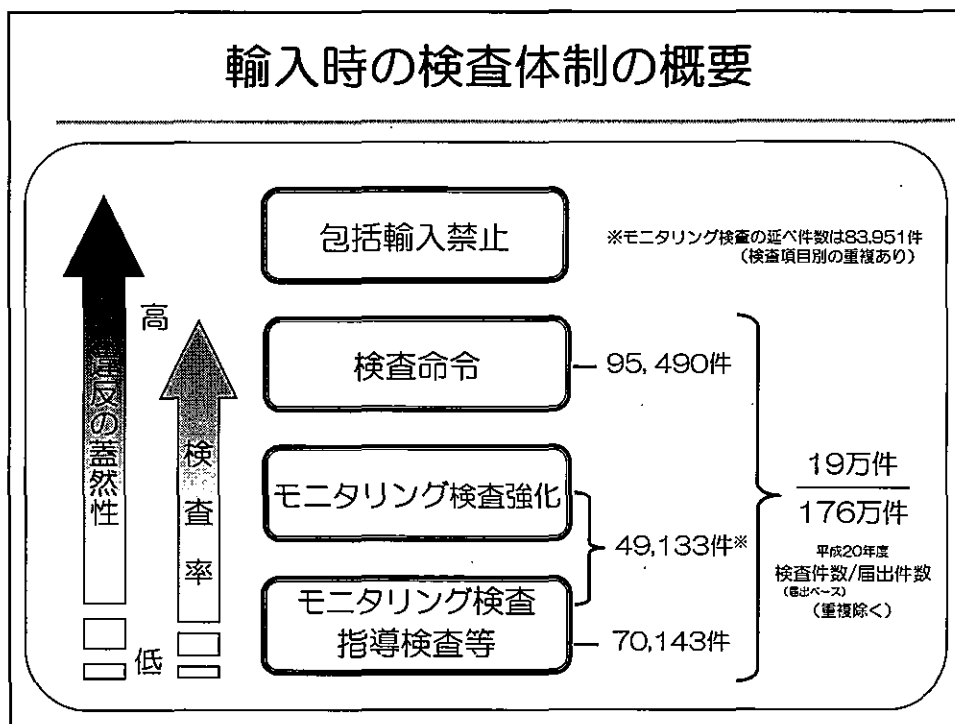 輸入時の検査体制の概要
包括輸入禁止
※モニタリング検査の延べ件数は83,951件
(検査項目別の重複あり)
高
違反の蓋然性
検査率
検査命令
95,490件
モニタリング検査強化
49,133件※
モニタリング検査
指導検査等
70,143件
低
19万件
176万件
平成20年度
検査件数/届出件数
(届出ベース)
(重複除く)